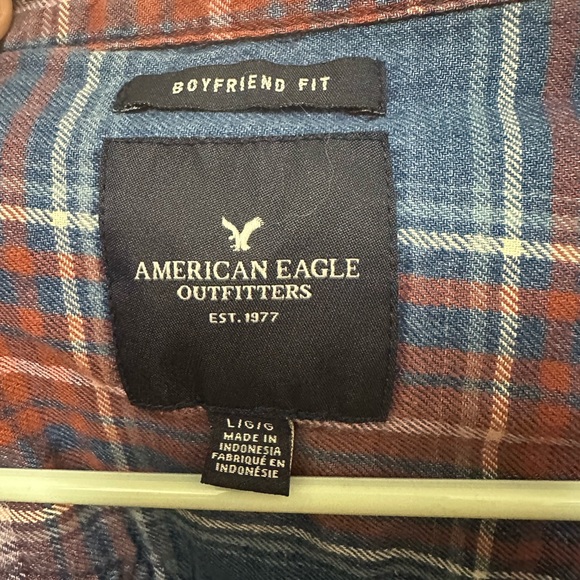 BOYFRIEND FIT
AMERICAN EAGLE
OUTFITTERS
EST. 1977
L/G/G
MADE IN
INDONESIA
FABRIQUÉ EN
INDONÉSIE